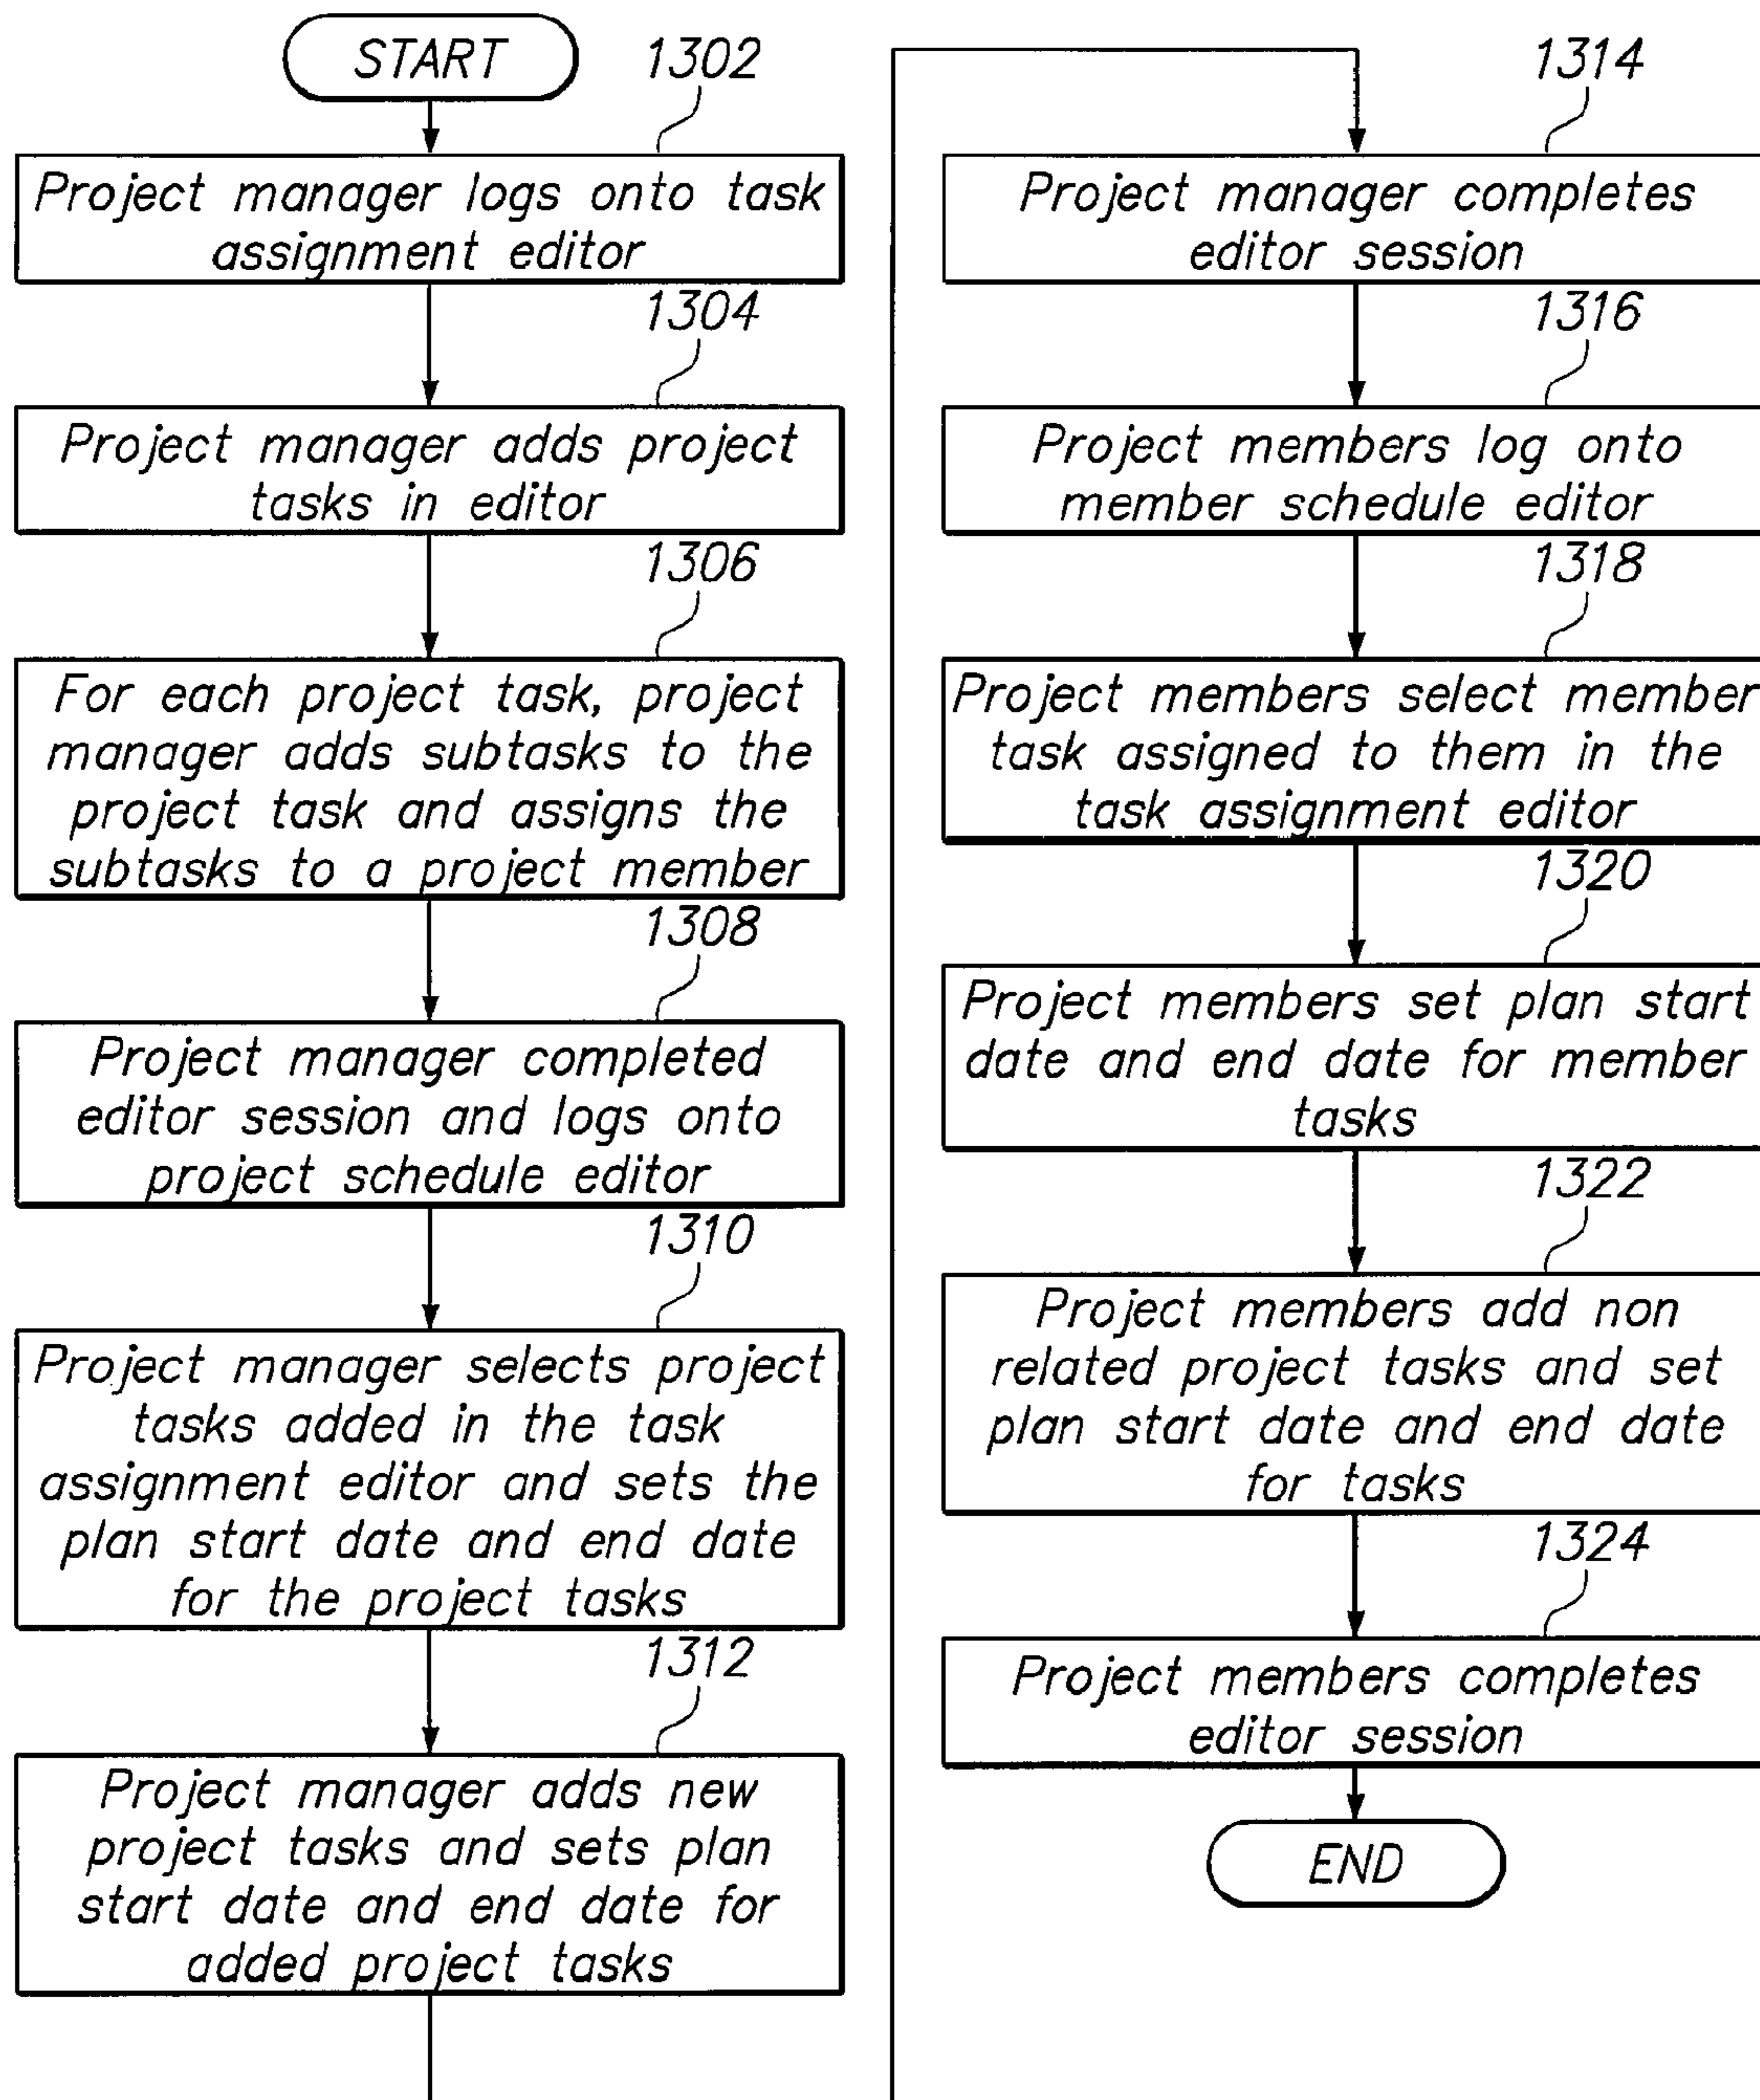 START
1302
Project manager logs onto task
assignment editor
1304
Project manager adds project
tasks in editor
1306
For each project task, project
manager adds subtasks to the
project task and assigns the
subtasks to a project member
1308
Project manager completed
editor session and logs onto
project schedule editor
1310
Project manager selects project
tasks added in the task
assignment editor and sets the
plan start date and end date
for the project tasks
1312
Project manager adds new
project tasks and sets plan
start date and end date for
added project tasks
1314
Project manager completes
editor session
1316
Project members log onto
member schedule editor
1318
Project members select member
task assigned to them in the
task assignment editor
1320
Project members set plan start
date and end date for member
tasks
1322
Project members add non
related project tasks and set
plan start date and end date
for tasks
1324
Project members completes
editor session
END